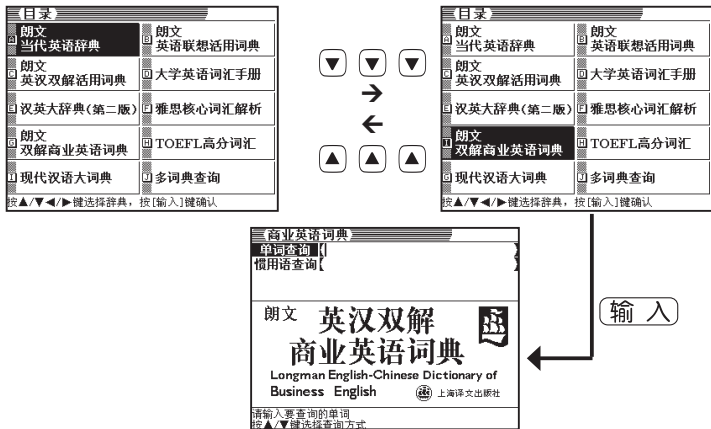 目录
A 朗文
当代英语辞典
B 朗文
英语联想活用词典
C 朗文
英汉双解活用词典
D 大学英语词汇手册
E 汉英大辞典(第二版)
F 雅思核心词汇解析
G 朗文
双解商业英语词典
H TOEFL高分词汇
I 现代汉语大词典
J 多词典查询
按▲/▼◀/▶键选择辞典，按[输入]键确认
▼ ▼ ▼
→
←
▲ ▲ ▲
目录
A 朗文
当代英语辞典
B 朗文
英语联想活用词典
C 朗文
英汉双解活用词典
D 大学英语词汇手册
E 汉英大辞典(第二版)
F 雅思核心词汇解析
I 朗文
双解商业英语词典
H TOEFL高分词汇
G 现代汉语大词典
J 多词典查询
按▲/▼◀/▶键选择辞典，按[输入]键确认
输 入
商业英语词典
单词查询【 】
惯用语查询【 】
朗文 英汉双解
商业英语词典
Longman English-Chinese Dictionary of
Business English
上海译文出版社
请输入要查询的单词
按▲/▼键选择查询方式